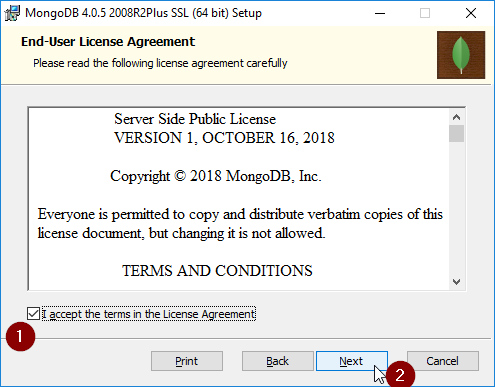 MongoDB 4.0.5 2008R2Plus SSL (64 bit) Setup
End-User License Agreement
Please read the following license agreement carefully
Server Side Public License
VERSION 1, OCTOBER 16, 2018
Copyright © 2018 MongoDB, Inc.
Everyone is permitted to copy and distribute verbatim copies of this
license document, but changing it is not allowed.
TERMS AND CONDITIONS
I accept the terms in the License Agreement
1
Print
Back
Next
Cancel
2